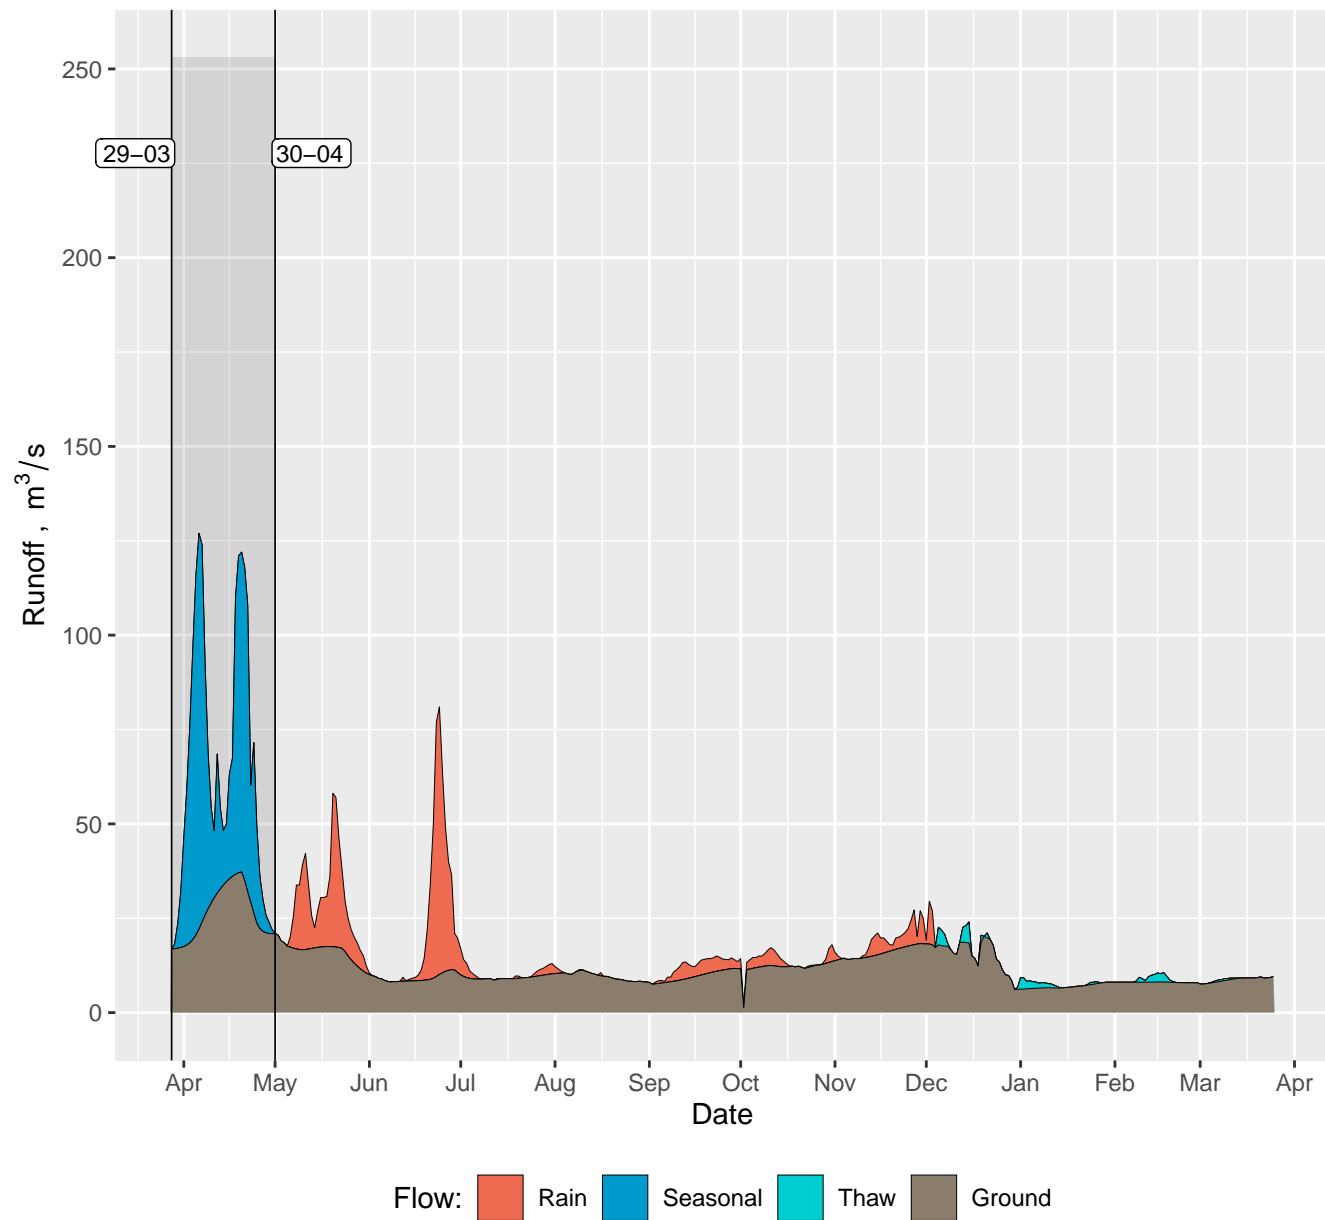 250
200
150
100
50
0
29−03
30−04
Runoff , m³/s
Apr May Jun Jul Aug Sep Oct Nov Dec Jan Feb Mar Apr
Date
Flow: Rain Seasonal Thaw Ground